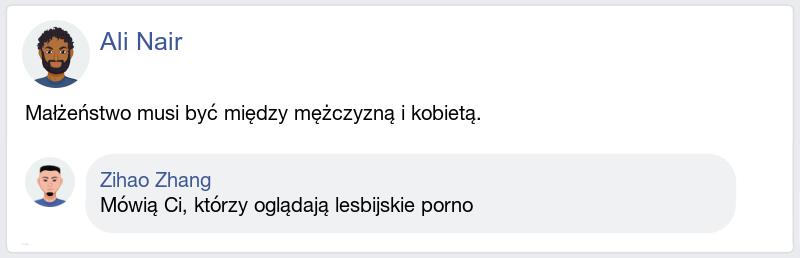 Ali Nair
Małżeństwo musi być między mężczyzną i kobietą.
Zihao Zhang
Mówią Ci, którzy oglądają lesbijskie porno